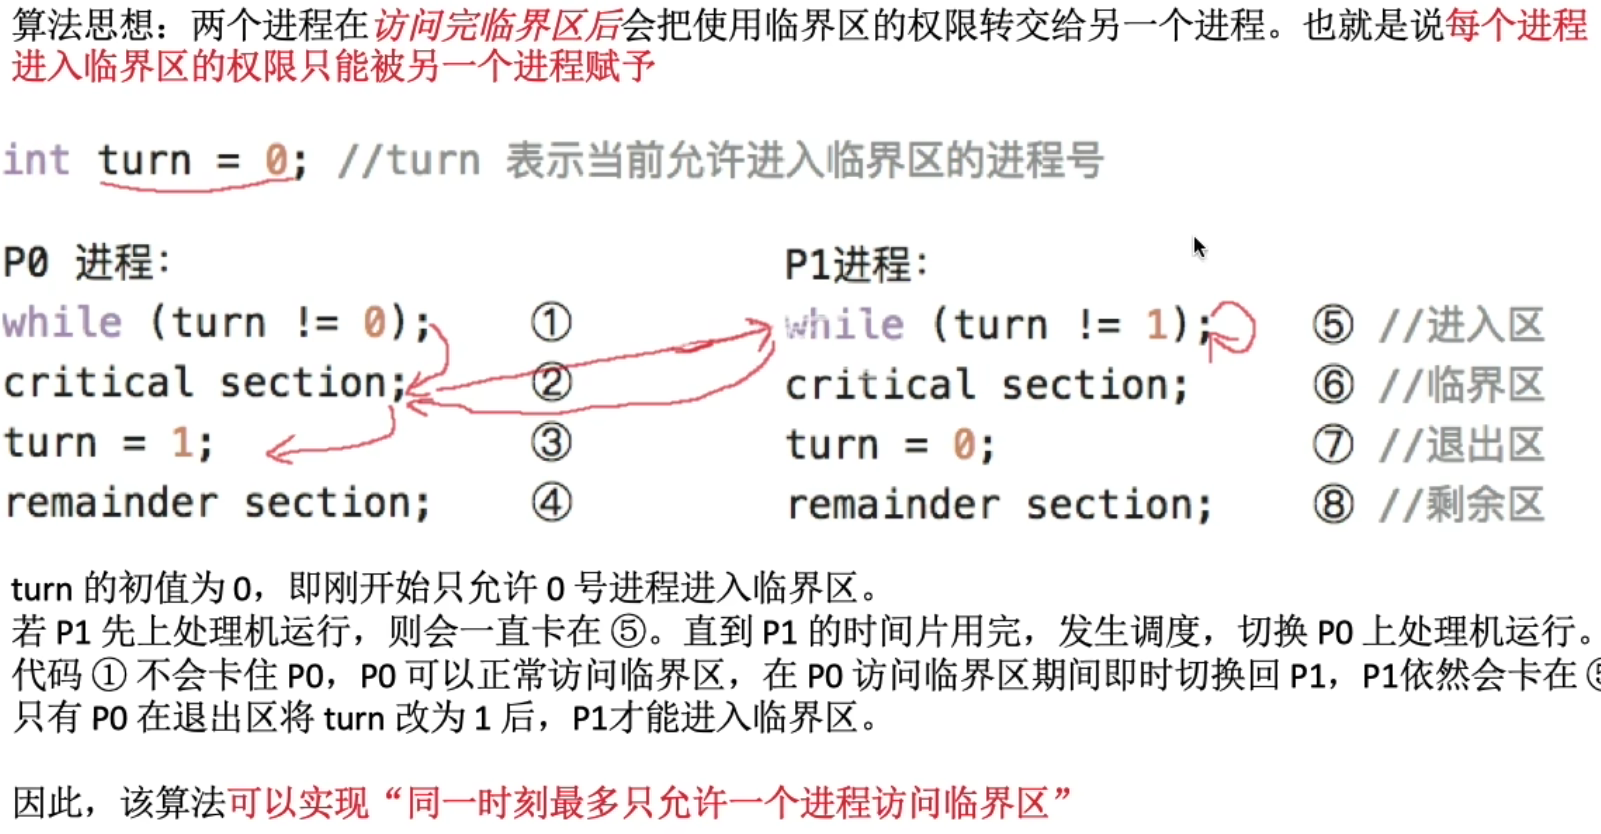 算法思想：两个进程在访问完临界区后会把使用临界区的权限转交给另一个进程。也就是说每个进程
进入临界区的权限只能被另一个进程赋予
int turn = 0; //turn 表示当前允许进入临界区的进程号
P0 进程：
while (turn != 0); ①
critical section; ②
turn = 1; ③
remainder section; ④
P1进程：
while (turn != 1); ⑤ //进入区
critical section; ⑥ //临界区
turn = 0; ⑦ //退出区
remainder section; ⑧ //剩余区
turn 的初值为 0，即刚开始只允许 0 号进程进入临界区。
若 P1 先上处理机运行，则会一直卡在 ⑤。直到 P1 的时间片用完，发生调度，切换 P0 上处理机运行。
代码 ① 不会卡住 P0，P0 可以正常访问临界区，在 P0 访问临界区期间即时切换回 P1，P1依然会卡在
只有 P0 在退出区将 turn 改为 1 后，P1才能进入临界区。
因此，该算法可以实现“同一时刻最多只允许一个进程访问临界区”